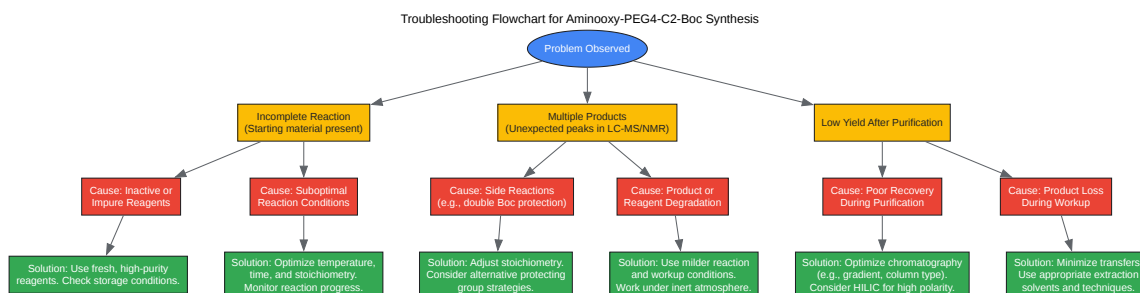 Troubleshooting Flowchart for Aminooxy-PEG4-C2-Boc Synthesis
Problem Observed
Incomplete Reaction
(Starting material present)
Multiple Products
(Unexpected peaks in LC-MS/NMR)
Low Yield After Purification
Cause: Inactive or
Impure Reagents
Cause: Suboptimal
Reaction Conditions
Cause: Side Reactions
(e.g., double Boc protection)
Cause: Product or
Reagent Degradation
Cause: Poor Recovery
During Purification
Cause: Product Loss
During Workup
Solution: Use fresh, high-purity
reagents. Check storage conditions.
Solution: Optimize temperature,
time, and stoichiometry.
Monitor reaction progress.
Solution: Adjust stoichiometry.
Consider alternative protecting
group strategies.
Solution: Use milder reaction
and workup conditions.
Work under inert atmosphere.
Solution: Optimize chromatography
(e.g., gradient, column type).
Consider HILIC for high polarity.
Solution: Minimize transfers
Use appropriate extraction
solvents and techniques.